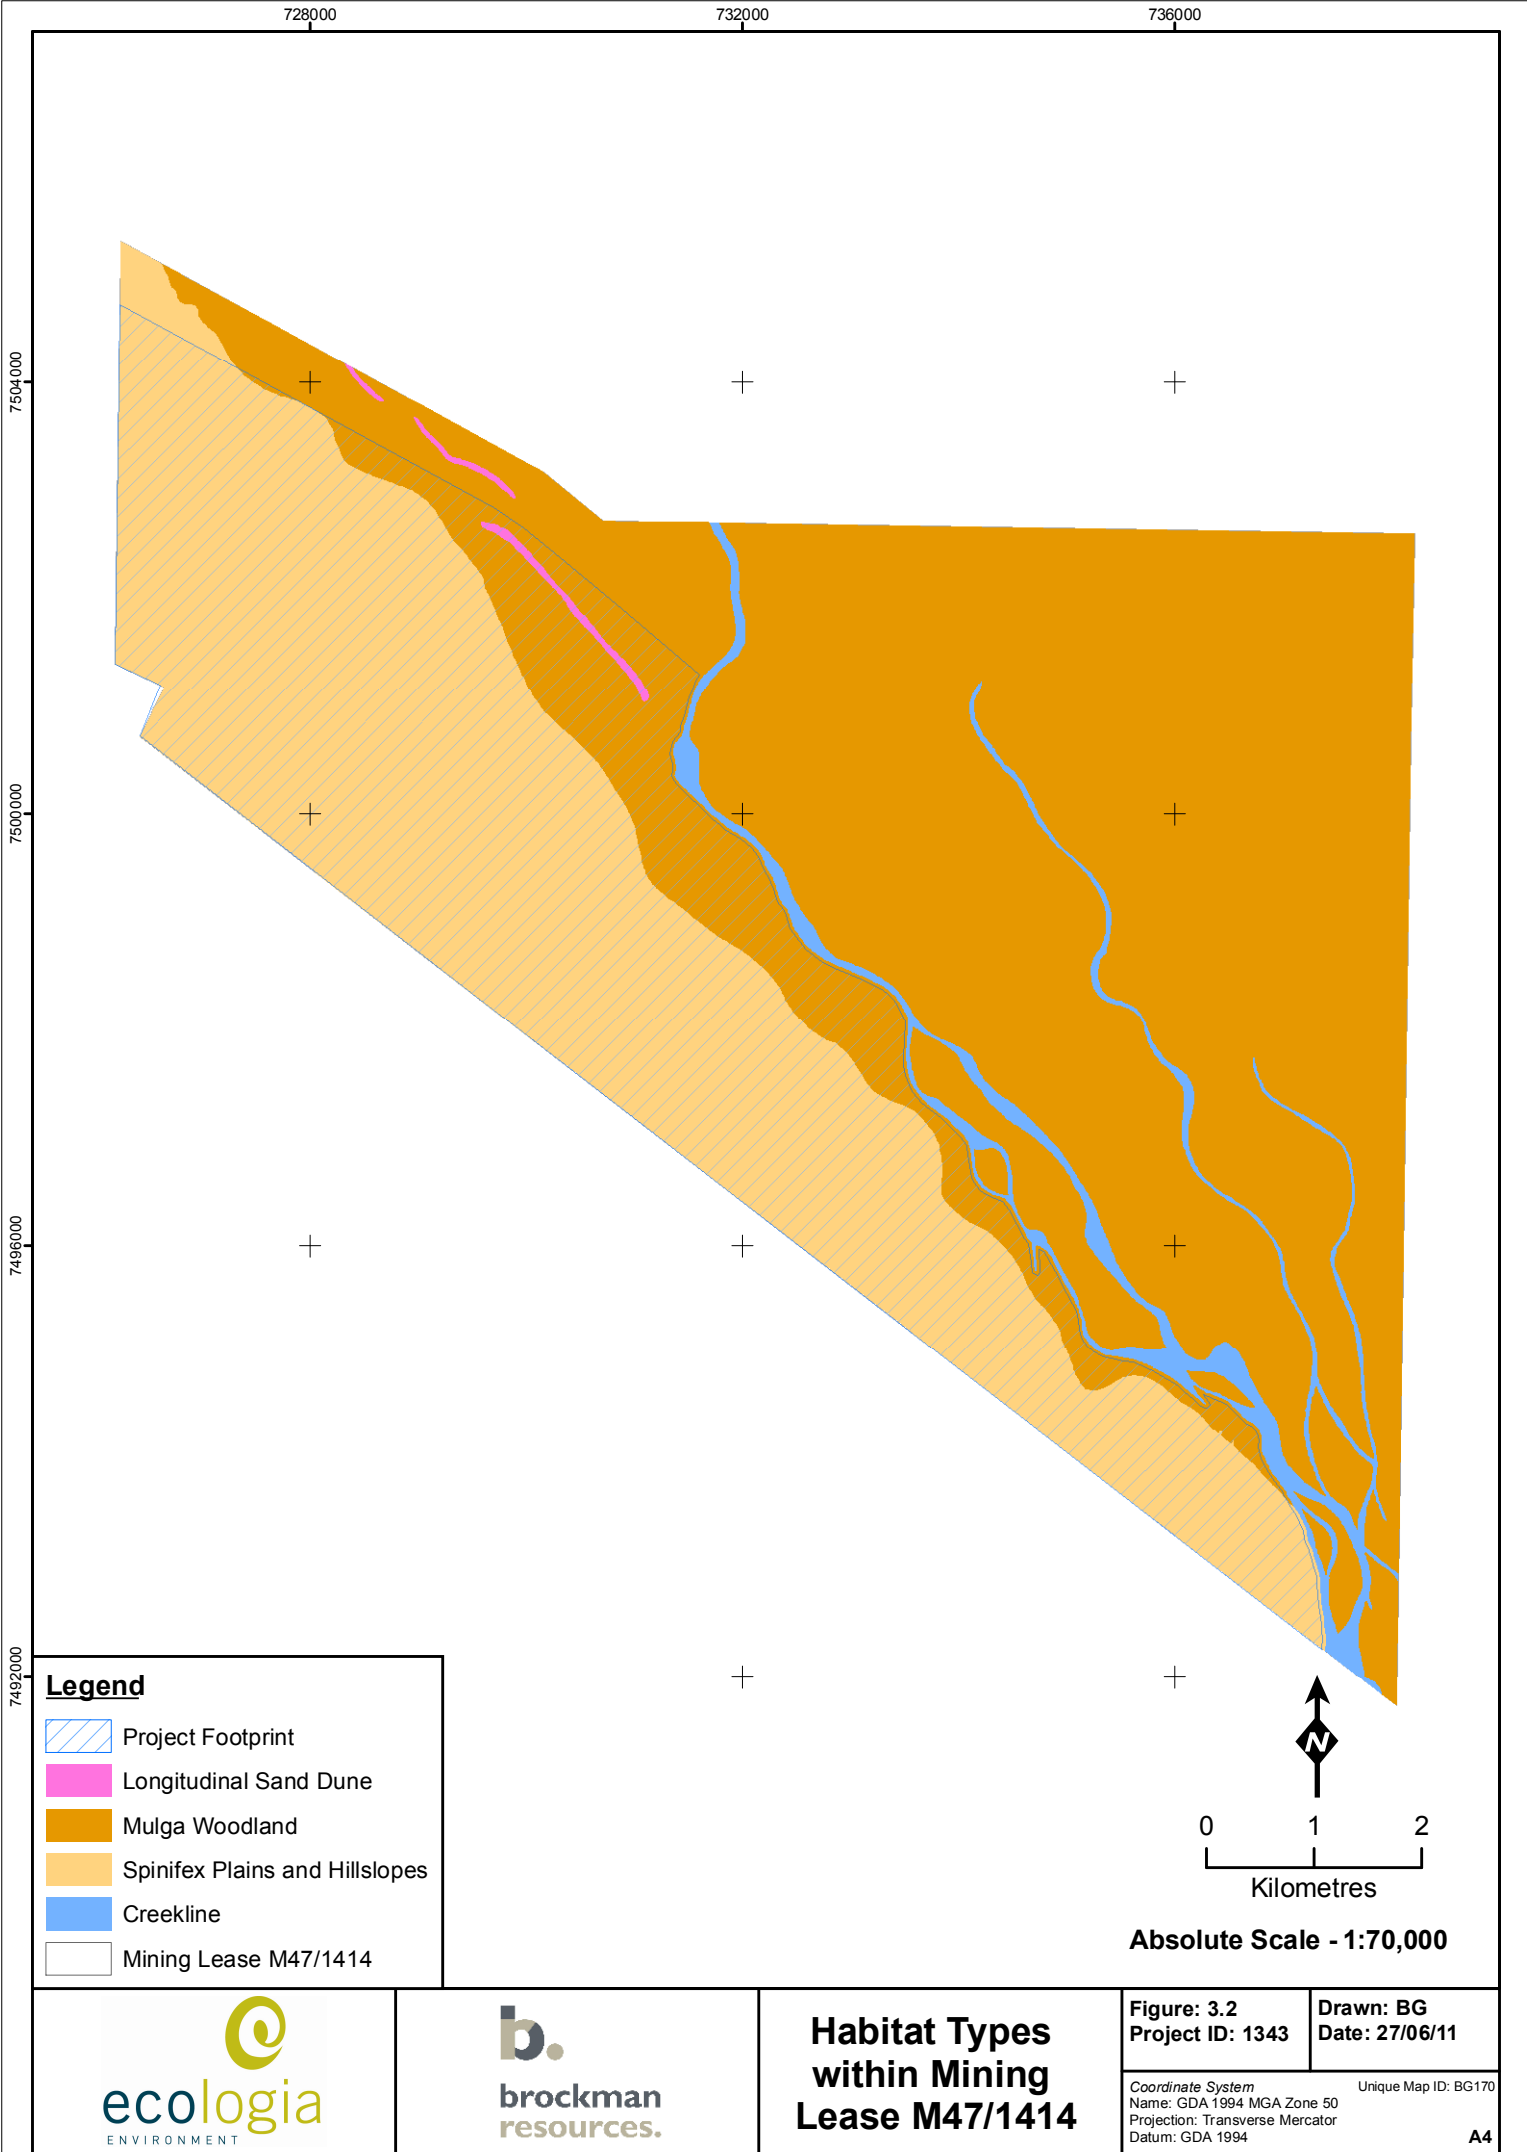 728000
732000
736000
7504000
7500000
7496000
7492000
Legend
Project Footprint
Longitudinal Sand Dune
Mulga Woodland
Spinifex Plains and Hillslopes
Creekline
Mining Lease M47/1414
N
0 1 2
Kilometres
Absolute Scale - 1:70,000
ecologia
ENVIRONMENT
b.
brockman
resources.
Habitat Types
within Mining
Lease M47/1414
Figure: 3.2
Project ID: 1343
Drawn: BG
Date: 27/06/11
Coordinate System
Name: GDA 1994 MGA Zone 50
Projection: Transverse Mercator
Datum: GDA 1994
Unique Map ID: BG170
A4